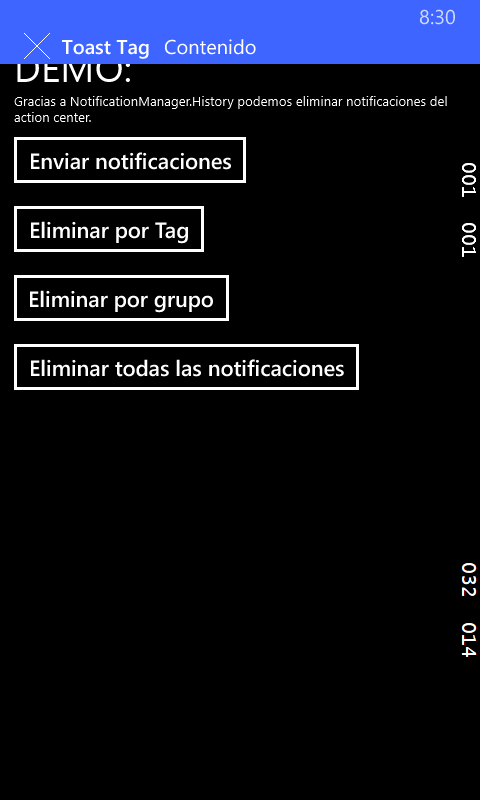 8:30
Toast Tag Contenido
DEMO:
Gracias a NotificationManager.History podemos eliminar notificaciones del
action center.
Enviar notificaciones
Eliminar por Tag
Eliminar por grupo
Eliminar todas las notificaciones
001 001
032 014